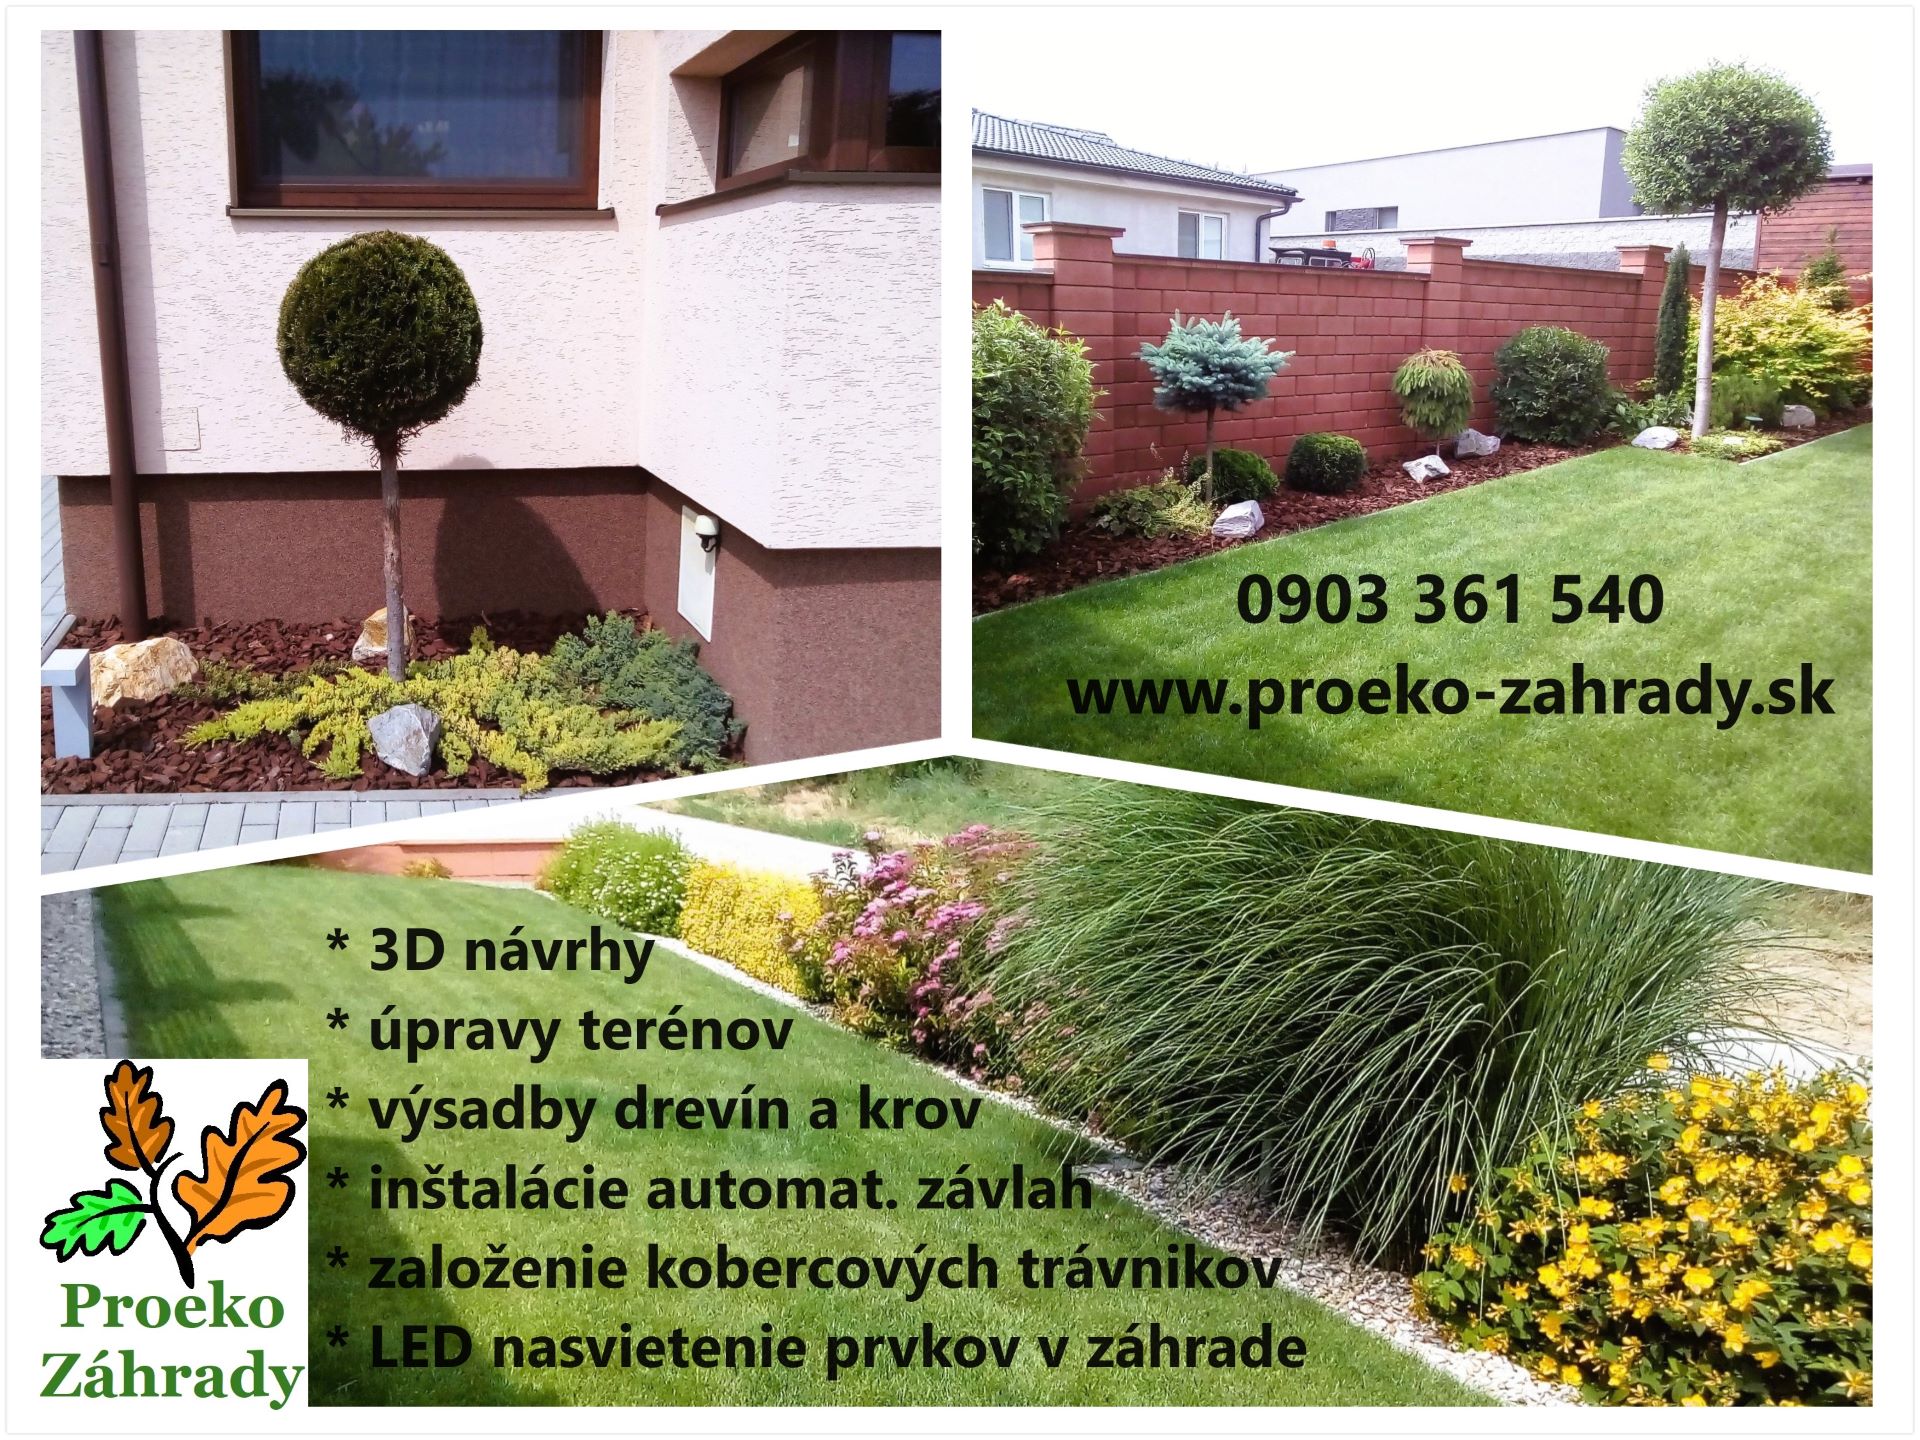 0903 361 540
www.proeko-zahrady.sk
* 3D návrhy
* úpravy terénov
* výsadby drevín a krov
* inštalácie automat. závlah
* založenie kobercových trávnikov
* LED nasvietenie prvkov v záhrade
Proeko
Záhrady